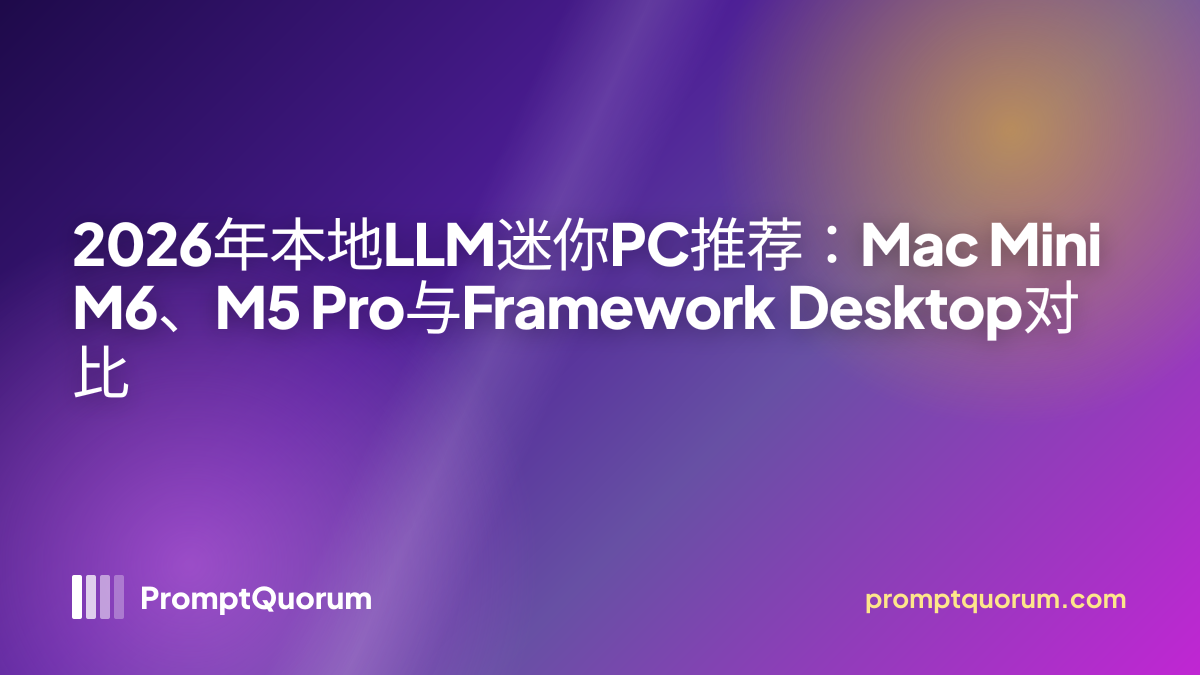 2026年本地LLM迷你PC推荐：Mac Mini
M6、M5 Pro与Framework Desktop对
比
PromptQuorum
promptquorum.com